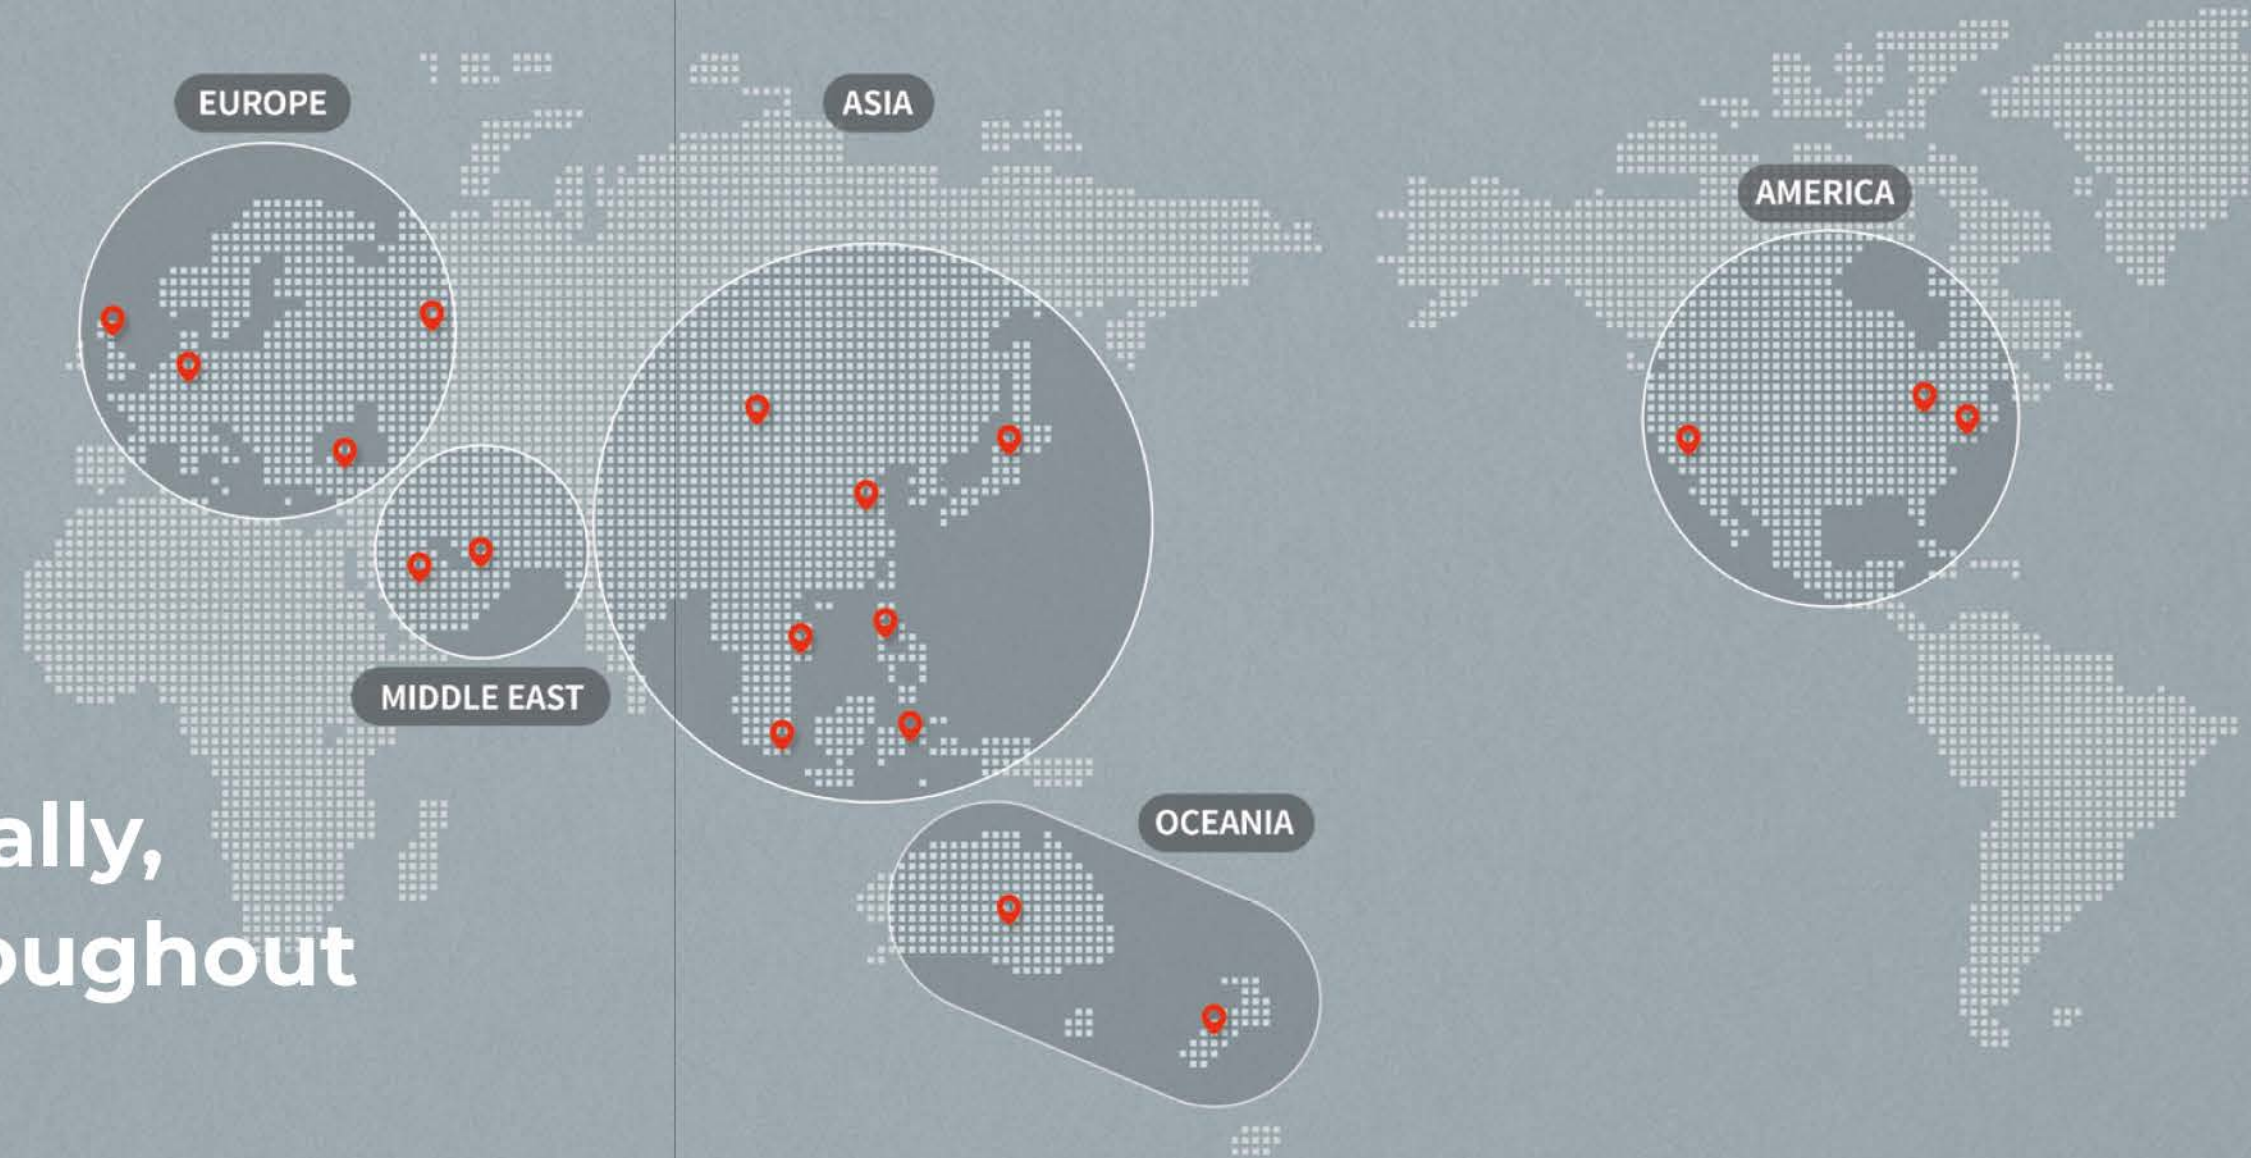 EUROPE
ASIA
AMERICA
MIDDLE EAST
OCEANIA
ally,
oughout